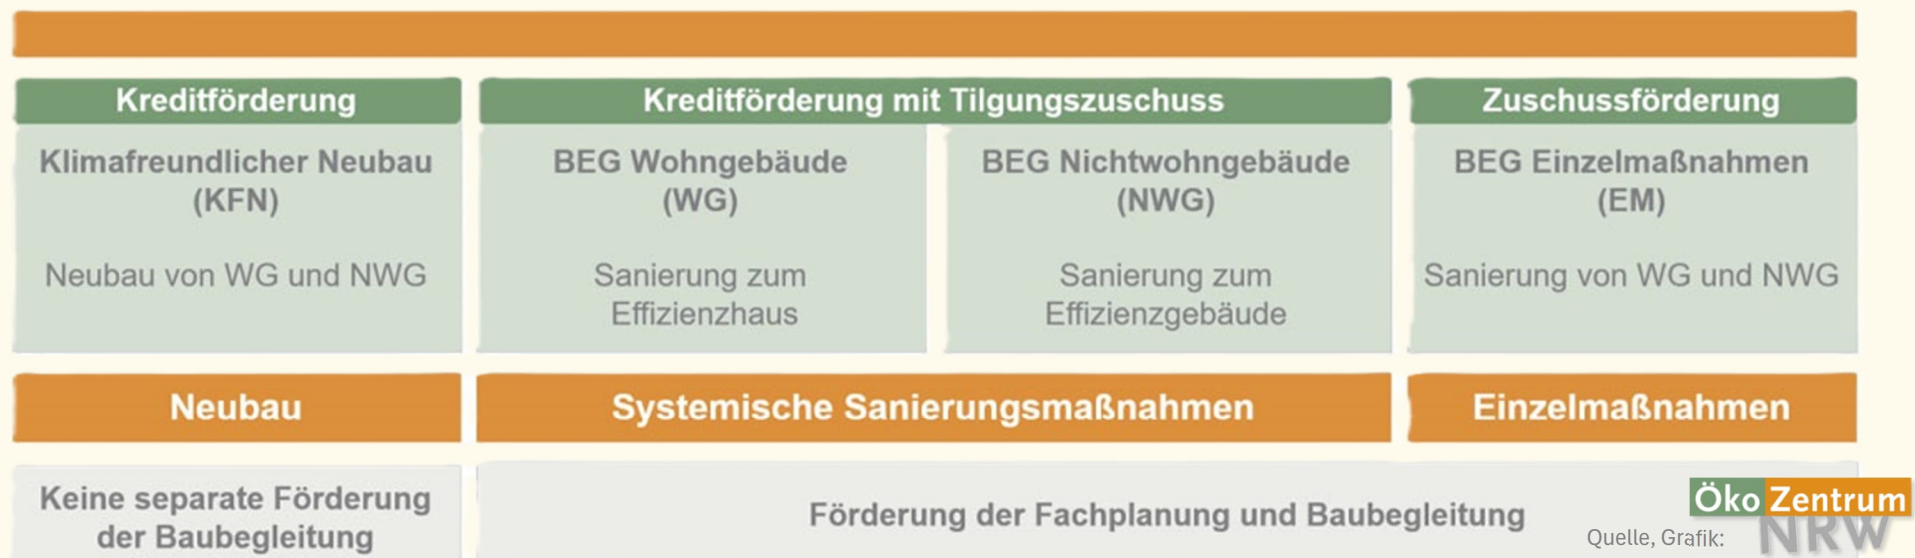 Kreditförderung
Klimafreundlicher Neubau
(KFN)
Neubau von WG und NWG
Kreditförderung mit Tilgungszuschuss
BEG Wohngebäude
(WG)
Sanierung zum
Effizienzhaus
BEG Nichtwohngebäude
(NWG)
Sanierung zum
Effizienzgebäude
Zuschussförderung
BEG Einzelmaßnahmen
(EM)
Sanierung von WG und NWG
Neubau
Systemische Sanierungsmaßnahmen
Einzelmaßnahmen
Keine separate Förderung
der Baubegleitung
Förderung der Fachplanung und Baubegleitung
Quelle, Grafik:
Öko Zentrum
NRW